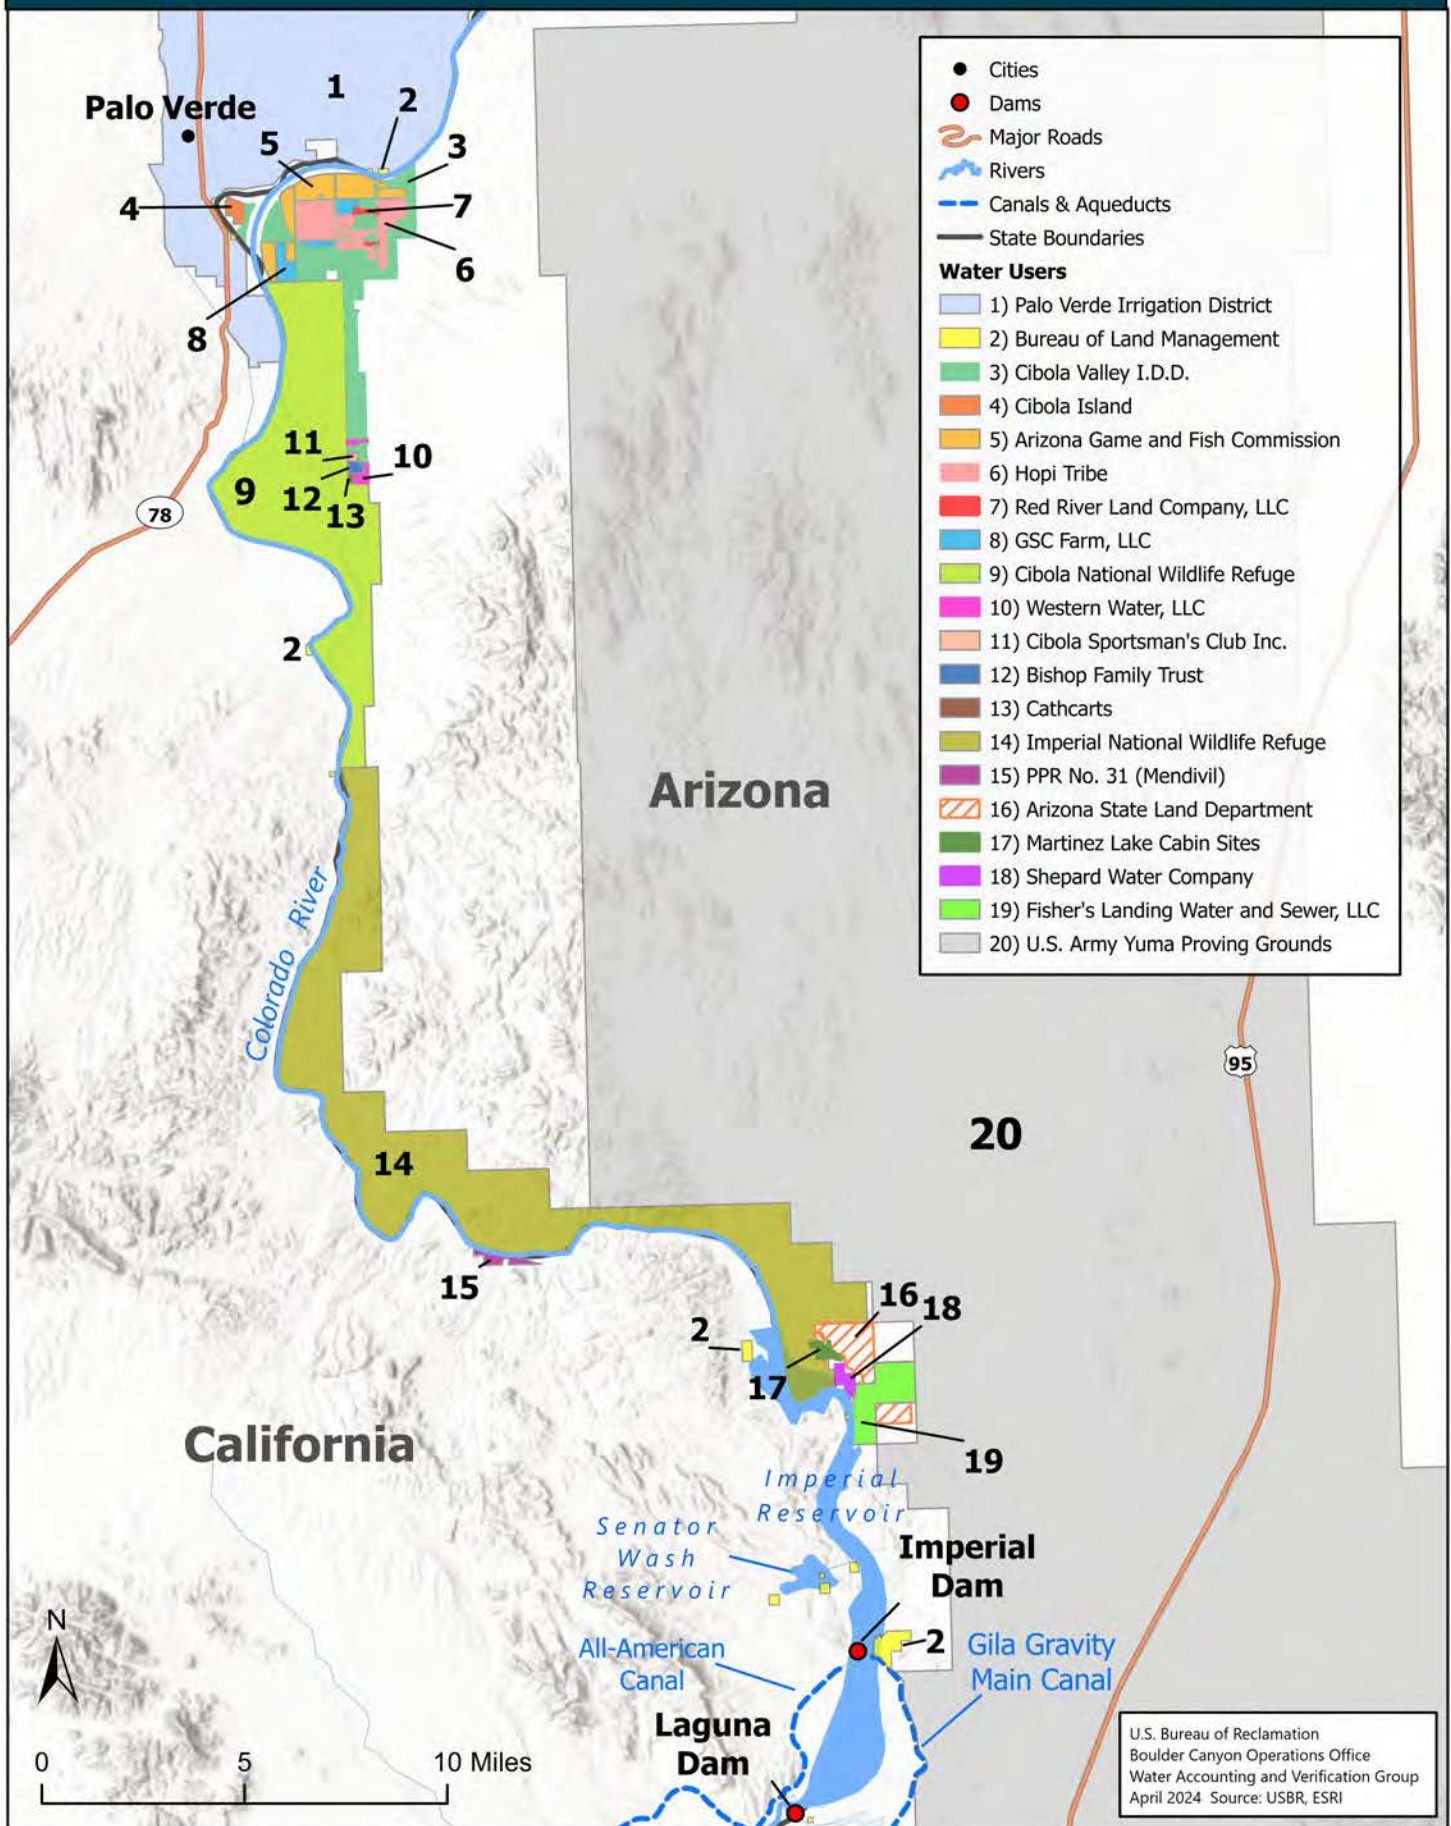 Palo Verde
1
2
5
3
4
7
6
8
11
10
9
12
13
78
2
Arizona
Colorado River
20
95
14
15
16
18
2
17
19
California
Imperial
Reservoir
Senator
Wash
Reservoir
Imperial
Dam
2
All-American
Canal
Gila Gravity
Main Canal
Laguna
Dam
N
0 5 10 Miles
Cities
Dams
Major Roads
Rivers
Canals & Aqueducts
State Boundaries
Water Users
1) Palo Verde Irrigation District
2) Bureau of Land Management
3) Cibola Valley I.D.D.
4) Cibola Island
5) Arizona Game and Fish Commission
6) Hopi Tribe
7) Red River Land Company, LLC
8) GSC Farm, LLC
9) Cibola National Wildlife Refuge
10) Western Water, LLC
11) Cibola Sportsman's Club Inc.
12) Bishop Family Trust
13) Cathcarts
14) Imperial National Wildlife Refuge
15) PPR No. 31 (Mendivil)
16) Arizona State Land Department
17) Martinez Lake Cabin Sites
18) Shepard Water Company
19) Fisher's Landing Water and Sewer, LLC
20) U.S. Army Yuma Proving Grounds
U.S. Bureau of Reclamation
Boulder Canyon Operations Office
Water Accounting and Verification Group
April 2024 Source: USBR, ESRI